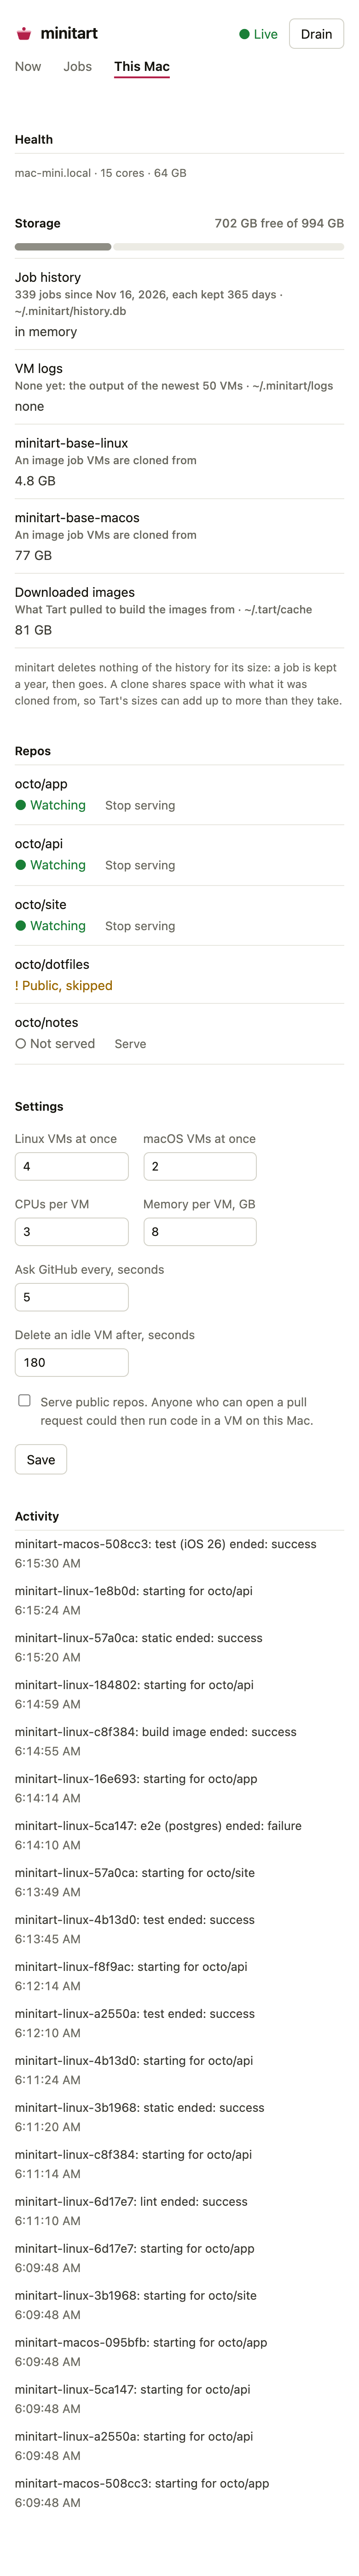 minitart
Live
Drain
Now
Jobs
This Mac
Health
mac-mini.local · 15 cores · 64 GB
Storage
702 GB free of 994 GB
Job history
339 jobs since Nov 16, 2026, each kept 365 days ·
~/.minitart/history.db
in memory
VM logs
None yet: the output of the newest 50 VMs · ~/.minitart/logs
none
minitart-base-linux
An image job VMs are cloned from
4.8 GB
minitart-base-macos
An image job VMs are cloned from
77 GB
Downloaded images
What Tart pulled to build the images from · ~/.tart/cache
81 GB
minitart deletes nothing of the history for its size: a job is kept
a year, then goes. A clone shares space with what it was
cloned from, so Tart's sizes can add up to more than they take.
Repos
octo/app
Watching
Stop serving
octo/api
Watching
Stop serving
octo/site
Watching
Stop serving
octo/dotfiles
! Public, skipped
octo/notes
Not served
Serve
Settings
Linux VMs at once
macOS VMs at once
4
2
CPUs per VM
Memory per VM, GB
3
8
Ask GitHub every, seconds
5
Delete an idle VM after, seconds
180
Serve public repos. Anyone who can open a pull
request could then run code in a VM on this Mac.
Save
Activity
minitart-macos-508cc3: test (iOS 26) ended: success
6:15:30 AM
minitart-linux-1e8b0d: starting for octo/api
6:15:24 AM
minitart-linux-57a0ca: static ended: success
6:15:20 AM
minitart-linux-184802: starting for octo/api
6:14:59 AM
minitart-linux-c8f384: build image ended: success
6:14:55 AM
minitart-linux-16e693: starting for octo/app
6:14:14 AM
minitart-linux-5ca147: e2e (postgres) ended: failure
6:14:10 AM
minitart-linux-57a0ca: starting for octo/site
6:13:49 AM
minitart-linux-4b13d0: test ended: success
6:13:45 AM
minitart-linux-f8f9ac: starting for octo/api
6:12:14 AM
minitart-linux-a2550a: test ended: success
6:12:10 AM
minitart-linux-4b13d0: starting for octo/api
6:11:24 AM
minitart-linux-3b1968: static ended: success
6:11:20 AM
minitart-linux-c8f384: starting for octo/api
6:11:14 AM
minitart-linux-6d17e7: lint ended: success
6:11:10 AM
minitart-linux-6d17e7: starting for octo/app
6:09:48 AM
minitart-linux-3b1968: starting for octo/site
6:09:48 AM
minitart-macos-095bfb: starting for octo/app
6:09:48 AM
minitart-linux-5ca147: starting for octo/api
6:09:48 AM
minitart-linux-a2550a: starting for octo/api
6:09:48 AM
minitart-macos-508cc3: starting for octo/app
6:09:48 AM